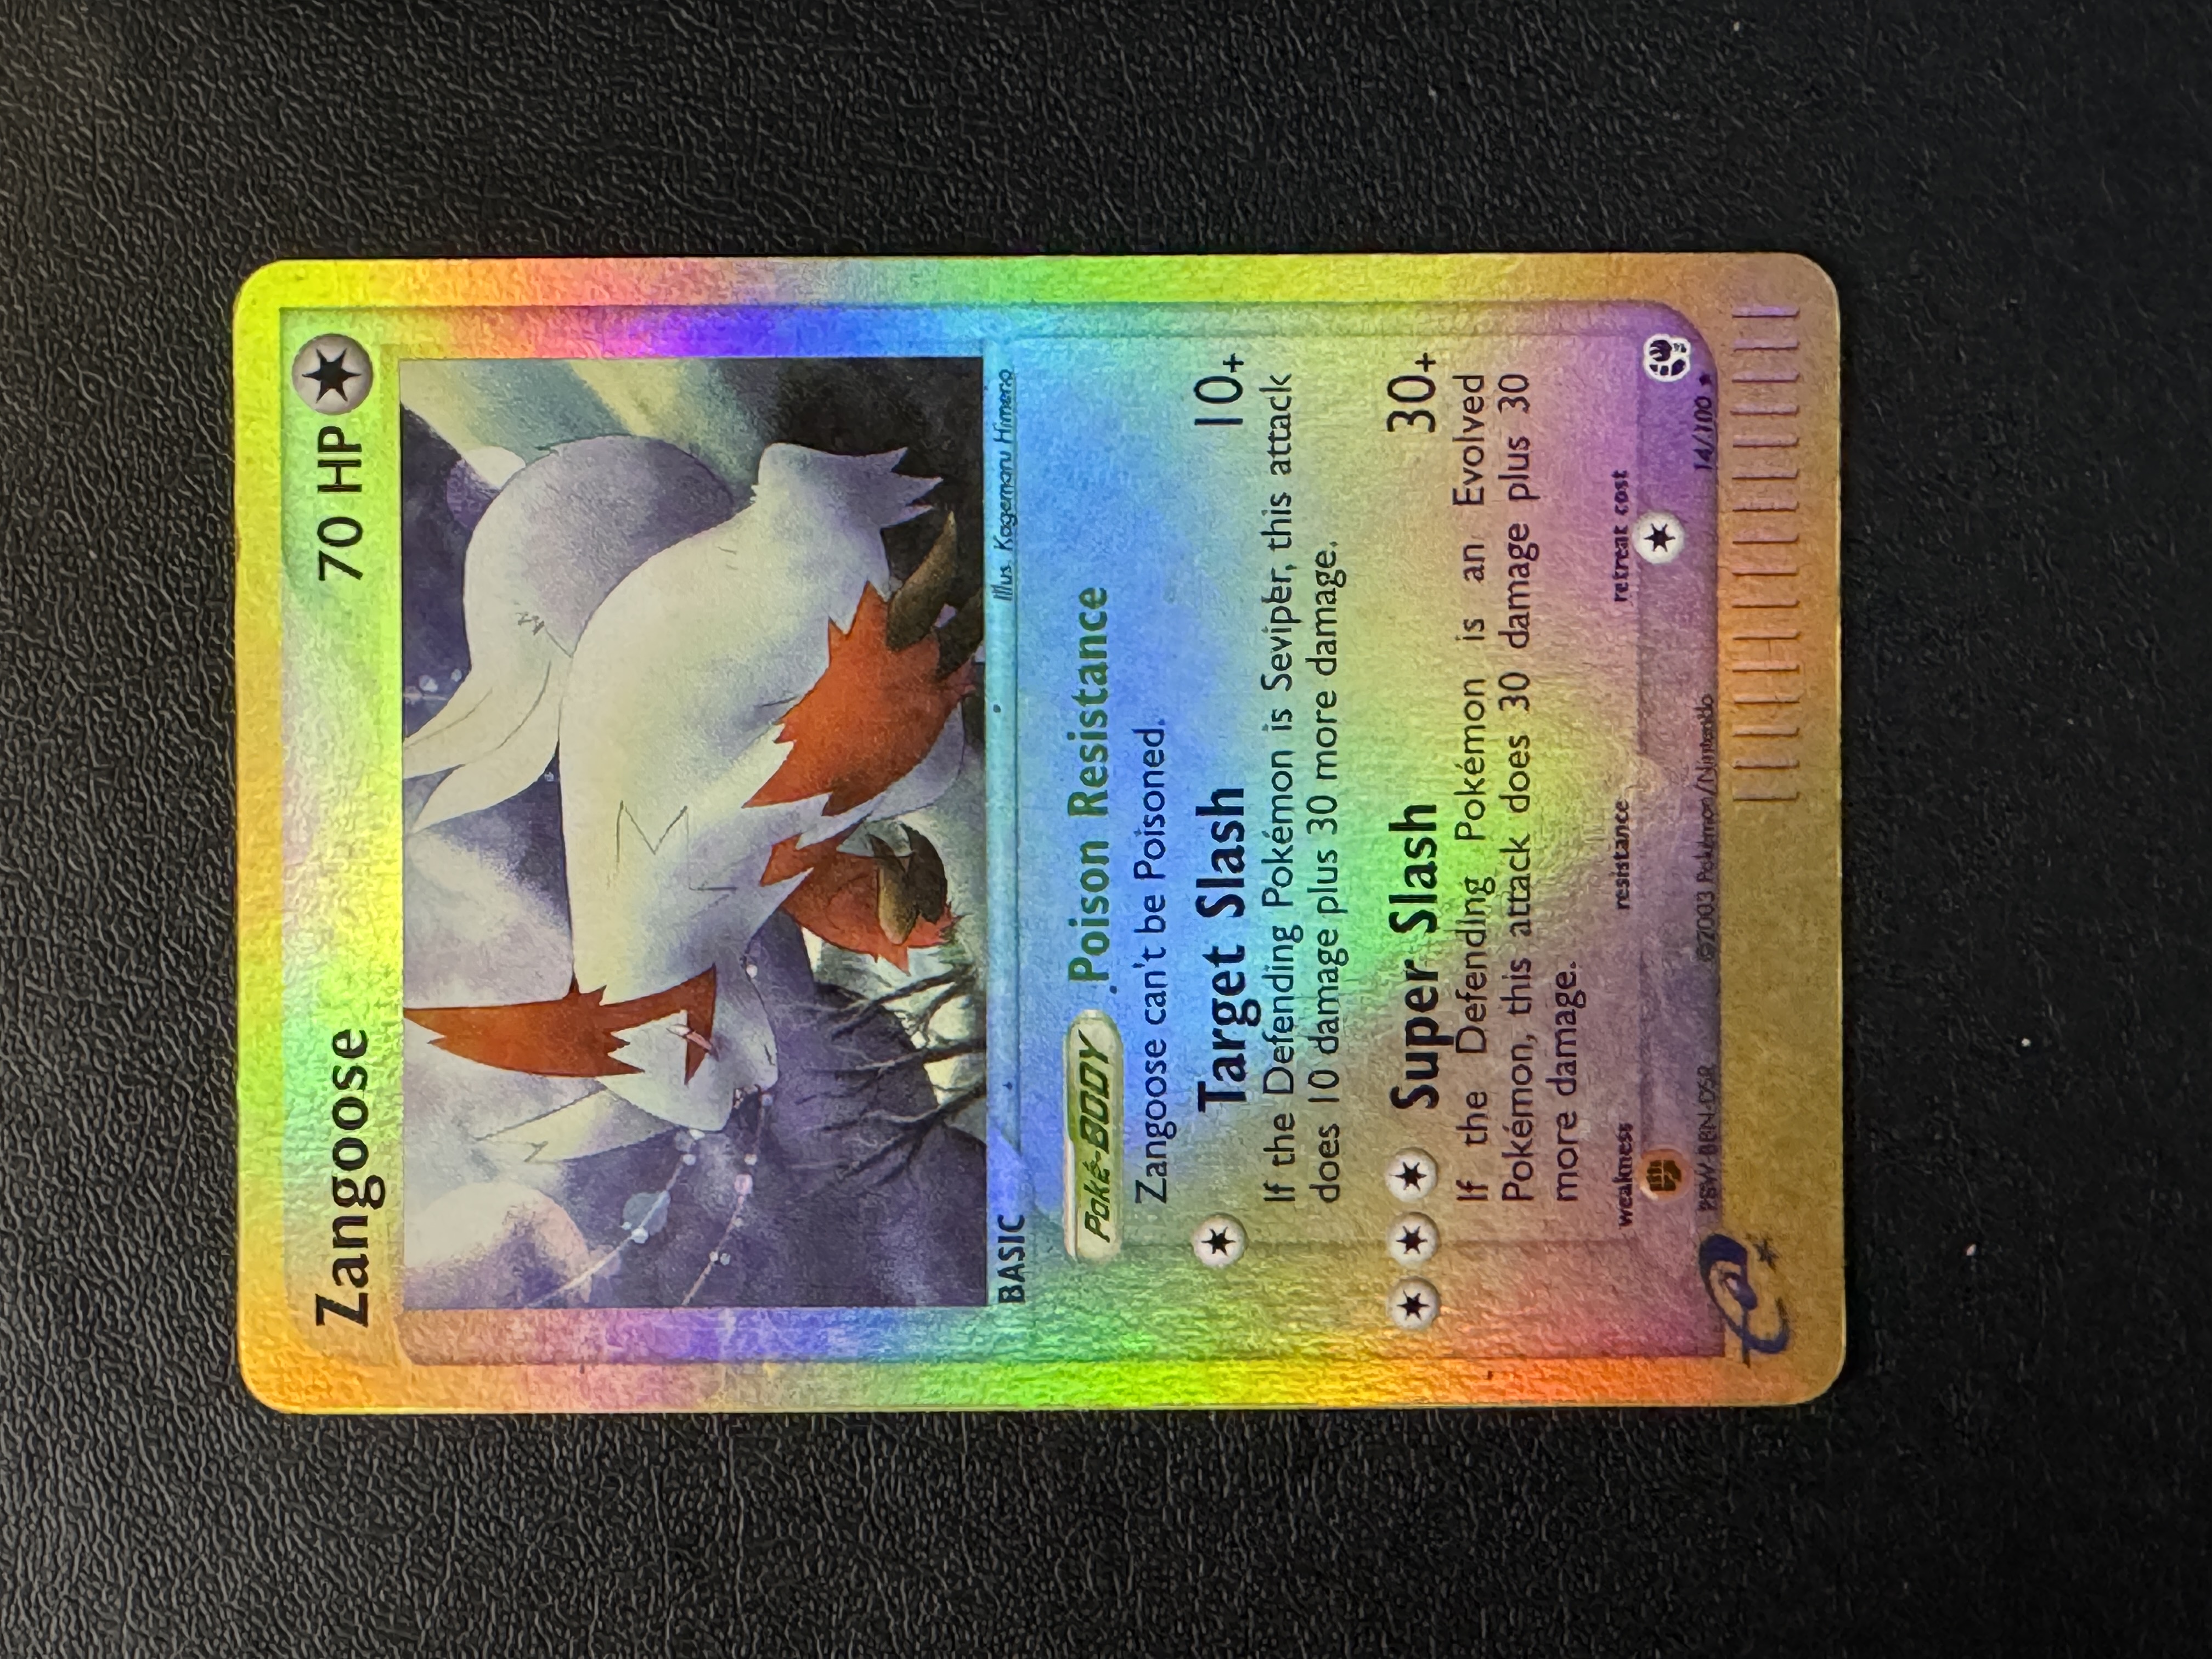 Zangoose 70 HP
BASIC Illus. Kagemaru Himeno
Poké-BODY Poison Resistance
Zangoose can't be Poisoned.
Target Slash 10+
If the Defending Pokémon is Seviper, this attack
does 10 damage plus 30 more damage.
Super Slash 30+
If the Defending Pokémon is an Evolved
Pokémon, this attack does 30 damage plus 30
more damage.
weakness resistance retreat cost
©2003 Pokémon/Nintendo 14/100 ★
e